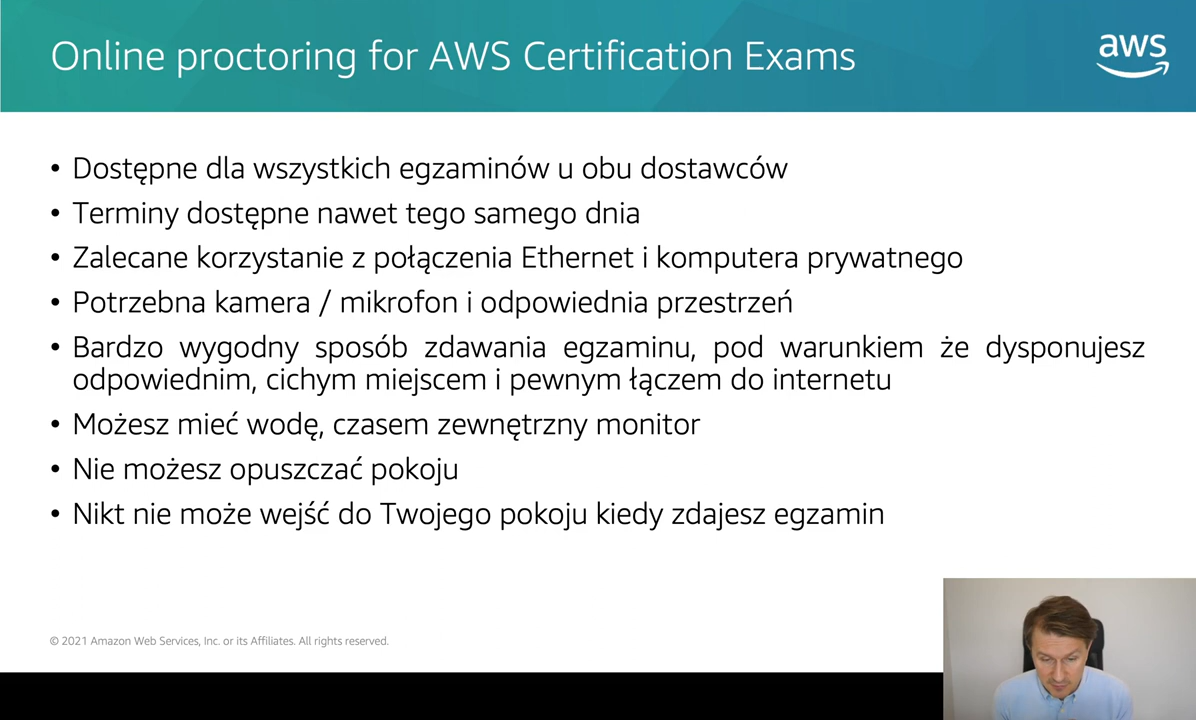 Online proctoring for AWS Certification Exams
aws
• Dostępne dla wszystkich egzaminów u obu dostawców
• Terminy dostępne nawet tego samego dnia
• Zalecane korzystanie z połączenia Ethernet i komputera prywatnego
• Potrzebna kamera / mikrofon i odpowiednia przestrzeń
• Bardzo wygodny sposób zdawania egzaminu, pod warunkiem że dysponujesz
odpowiednim, cichym miejscem i pewnym łączem do internetu
• Możesz mieć wodę, czasem zewnętrzny monitor
• Nie możesz opuszczać pokoju
• Nikt nie może wejść do Twojego pokoju kiedy zdajesz egzamin
© 2021 Amazon Web Services, Inc. or its Affiliates. All rights reserved.